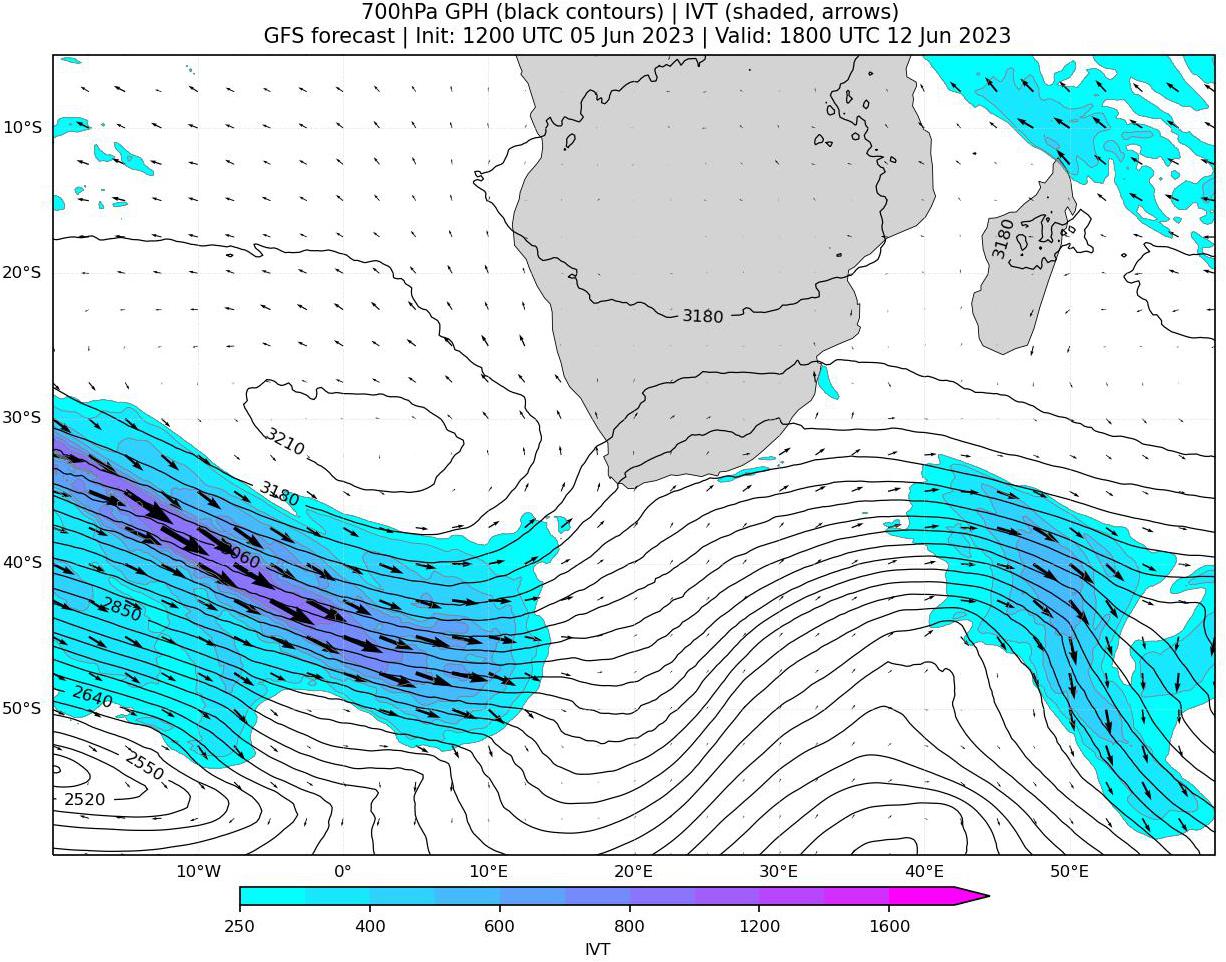 700hPa GPH (black contours) | IVT (shaded, arrows)
GFS forecast | Init: 1200 UTC 05 Jun 2023 | Valid: 1800 UTC 12 Jun 2023
10°S
20°S
30°S
40°S
50°S
3180
3180
3210
3180
3060
2850
2640
2550
2520
10°W
0°
10°E
20°E
30°E
40°E
50°E
250
400
600
800
1200
1600
IVT